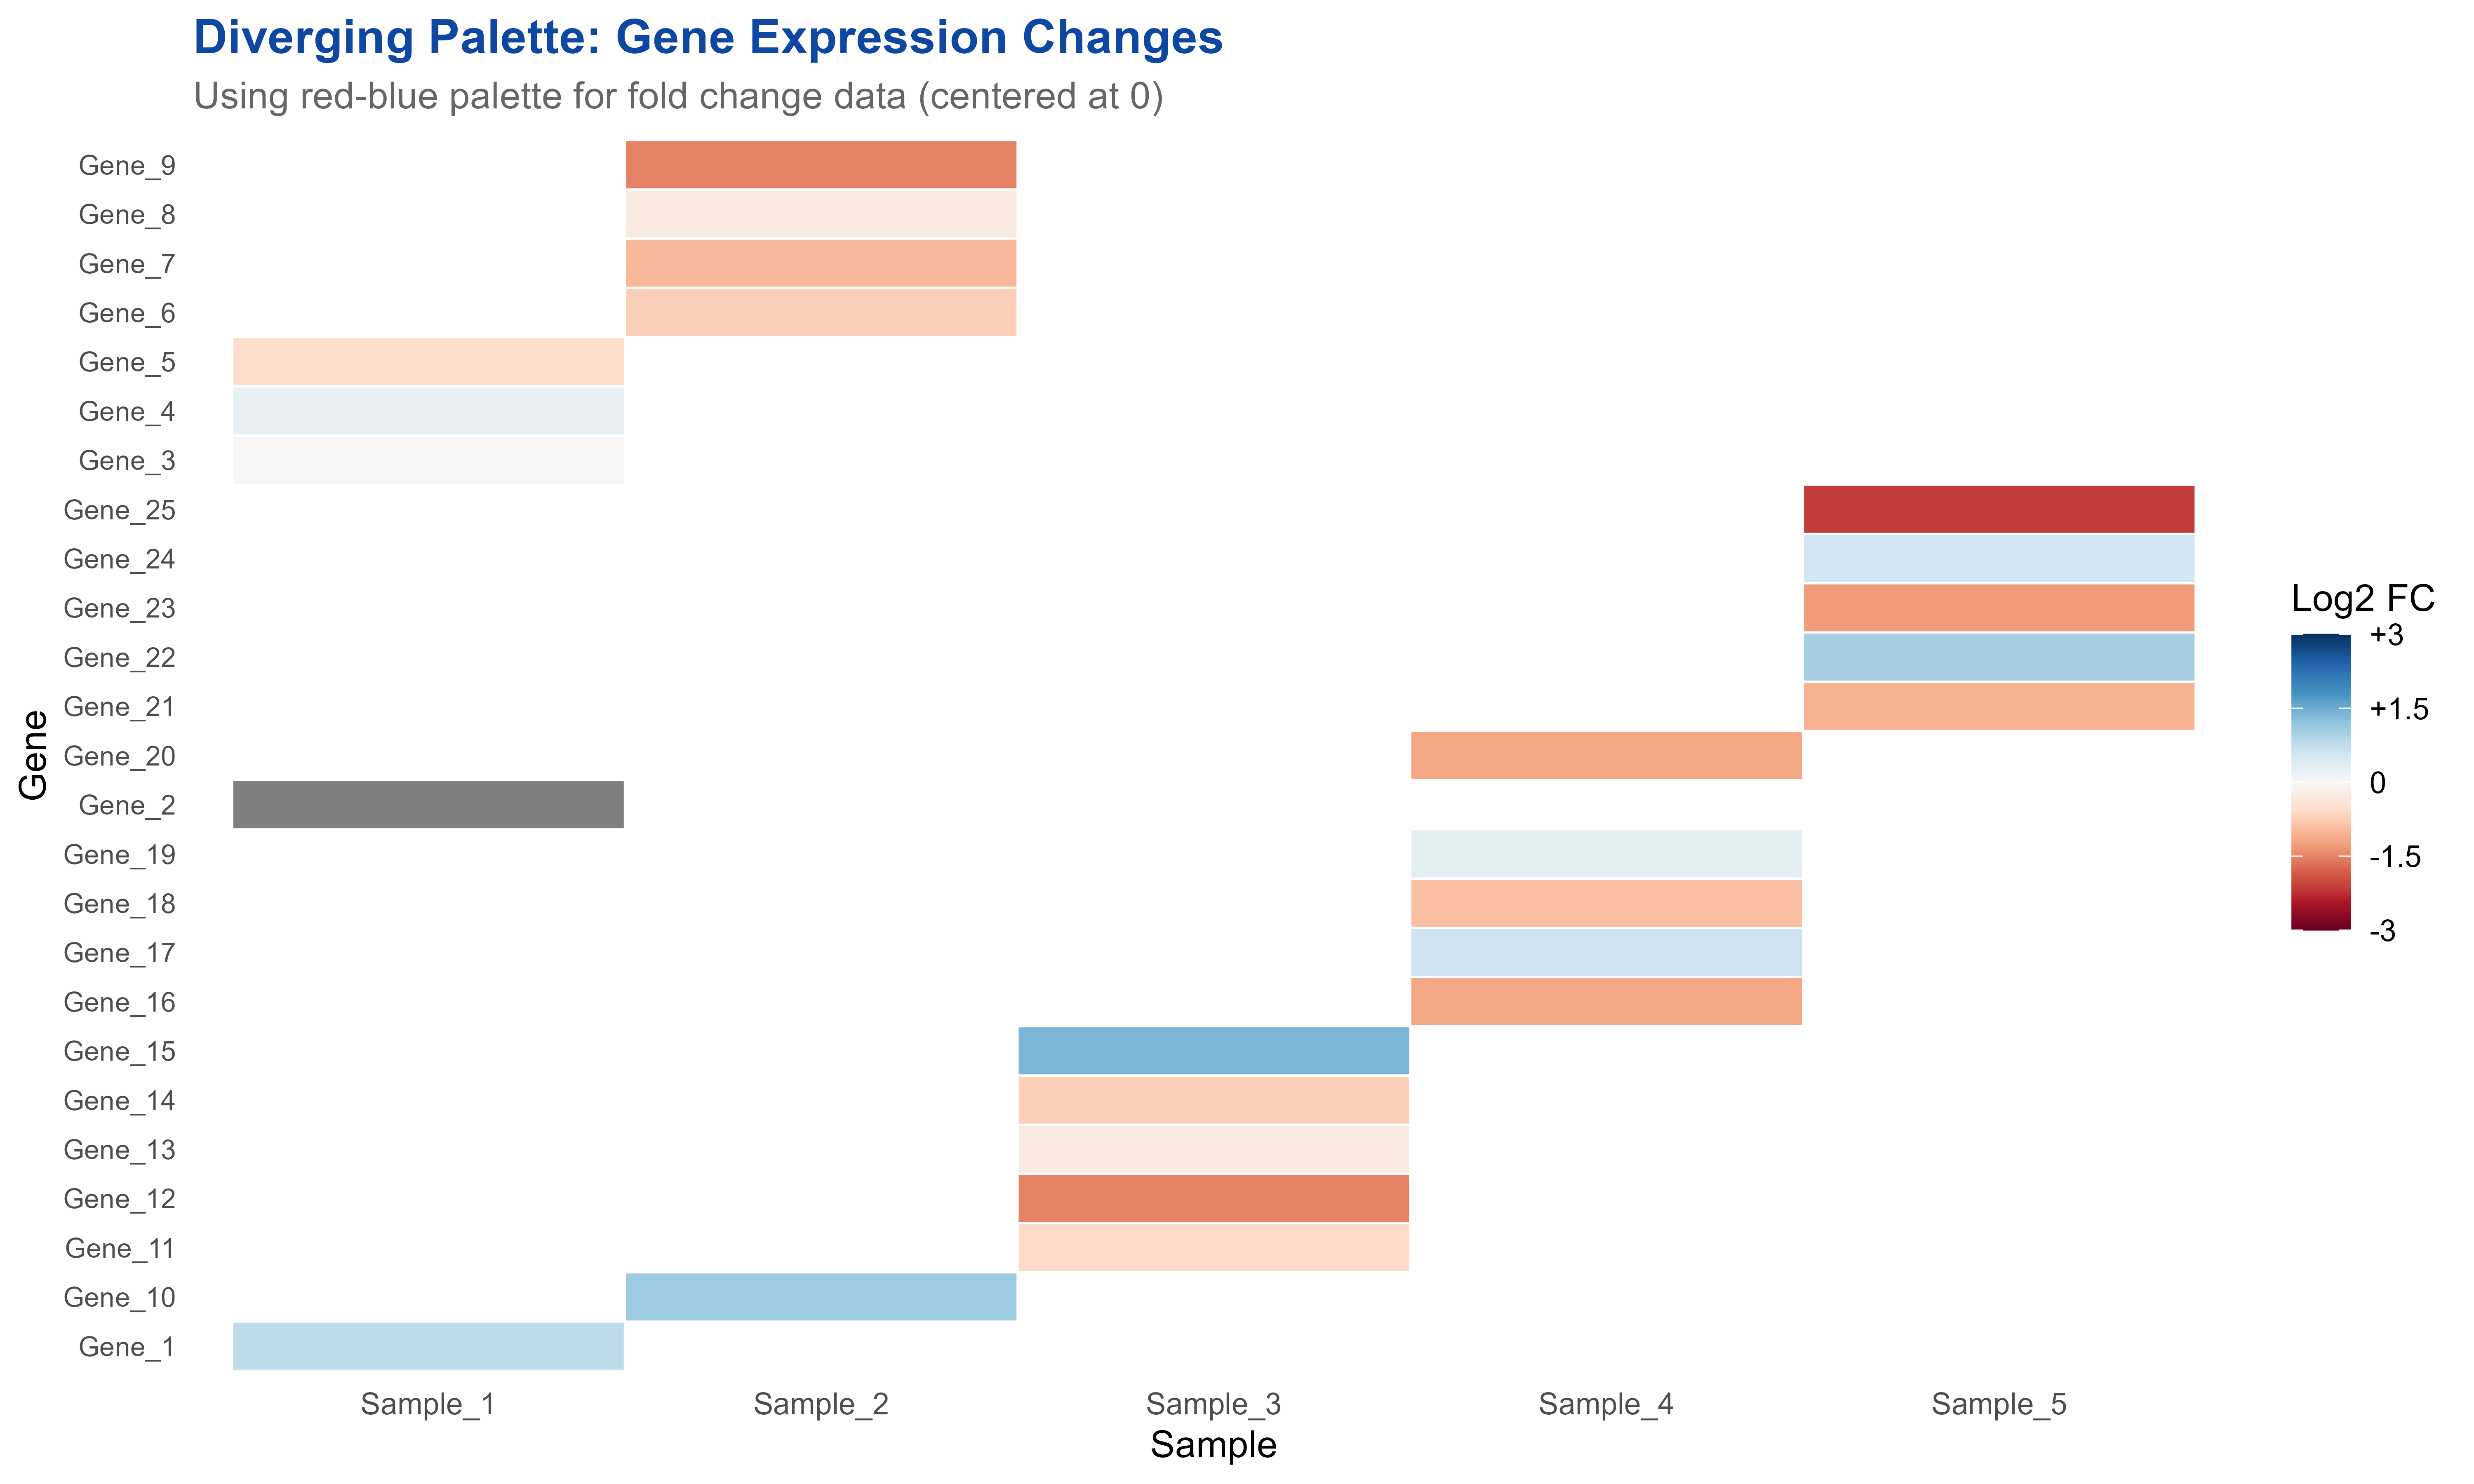 Diverging Palette: Gene Expression Changes
Using red-blue palette for fold change data (centered at 0)
Gene
Gene_9
Gene_8
Gene_7
Gene_6
Gene_5
Gene_4
Gene_3
Gene_25
Gene_24
Gene_23
Gene_22
Gene_21
Gene_20
Gene_2
Gene_19
Gene_18
Gene_17
Gene_16
Gene_15
Gene_14
Gene_13
Gene_12
Gene_11
Gene_10
Gene_1
Sample_1 Sample_2 Sample_3 Sample_4 Sample_5
Sample
Log2 FC
+3
+1.5
0
-1.5
-3